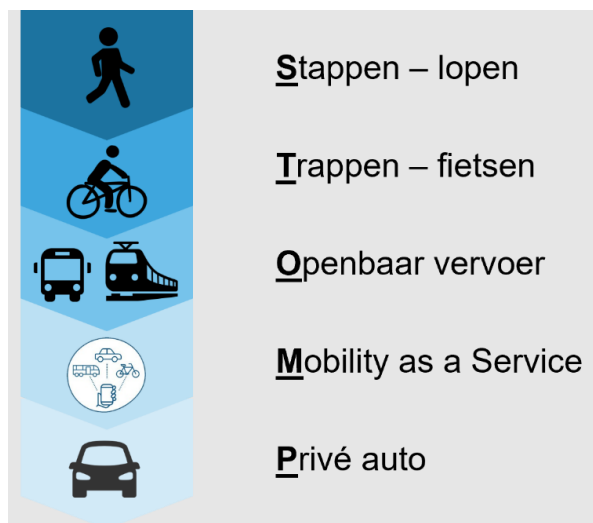 Stappen – lopen
Trappen – fietsen
Openbaar vervoer
Mobility as a Service
Privé auto